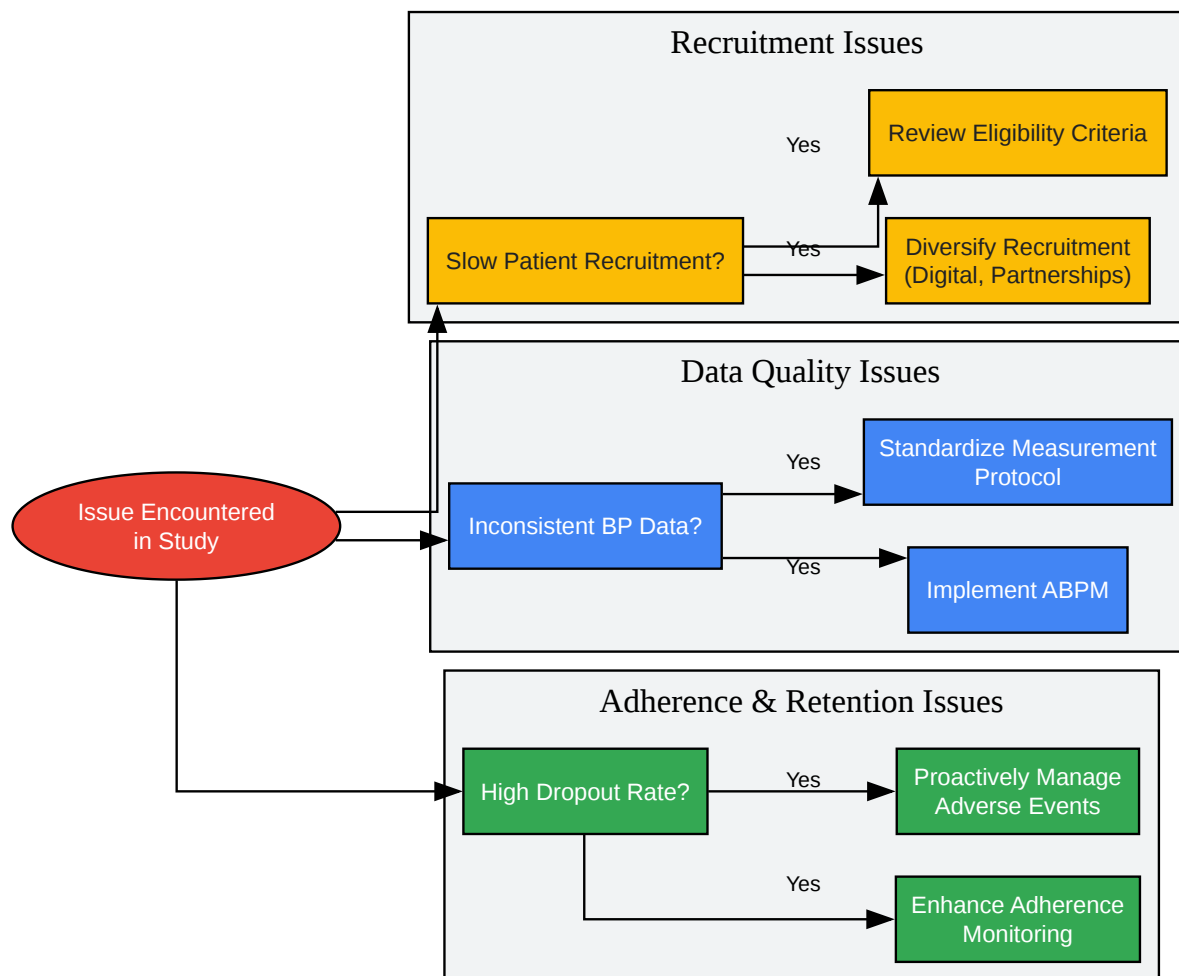 Recruitment Issues
Yes
Review Eligibility Criteria
Slow Patient Recruitment?
Yes
Diversify Recruitment
(Digital, Partnerships)
Data Quality Issues
Issue Encountered
in Study
Inconsistent BP Data?
Yes
Standardize Measurement
Protocol
Yes
Implement ABPM
Adherence & Retention Issues
High Dropout Rate?
Yes
Proactively Manage
Adverse Events
Yes
Enhance Adherence
Monitoring